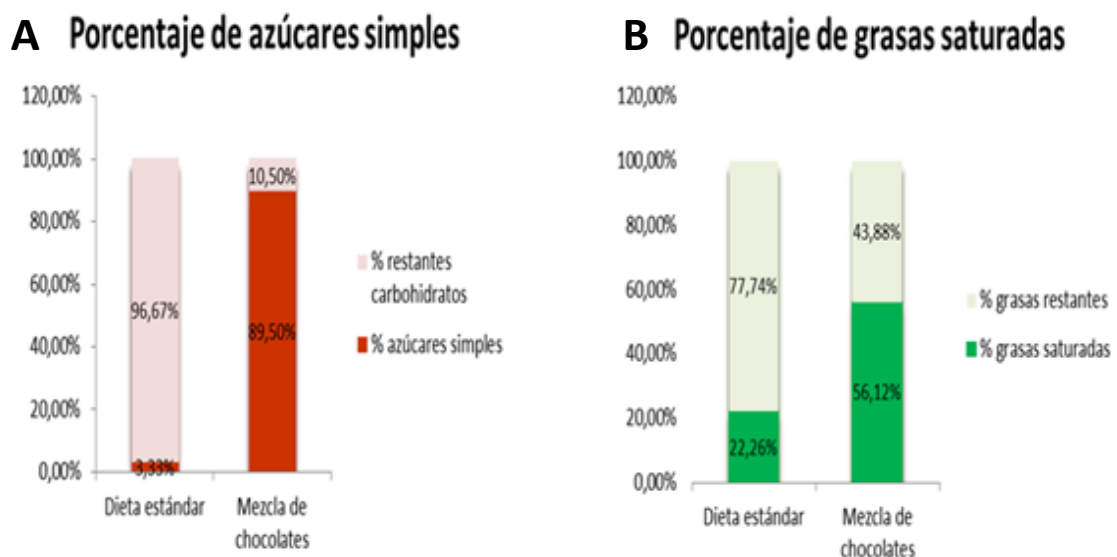 A Porcentaje de azúcares simples
120,00%
100,00%
80,00%
60,00%
40,00%
20,00%
0,00%
10,50%
96,67%
89,50%
3,33%
Dieta estándar
Mezcla de
chocolates
% restantes
carbohidratos
% azúcares simples
B Porcentaje de grasas saturadas
120,00%
100,00%
80,00%
60,00%
40,00%
20,00%
0,00%
43,88%
77,74%
56,12%
22,26%
Dieta estándar
Mezcla de
chocolates
% grasas restantes
% grasas saturadas